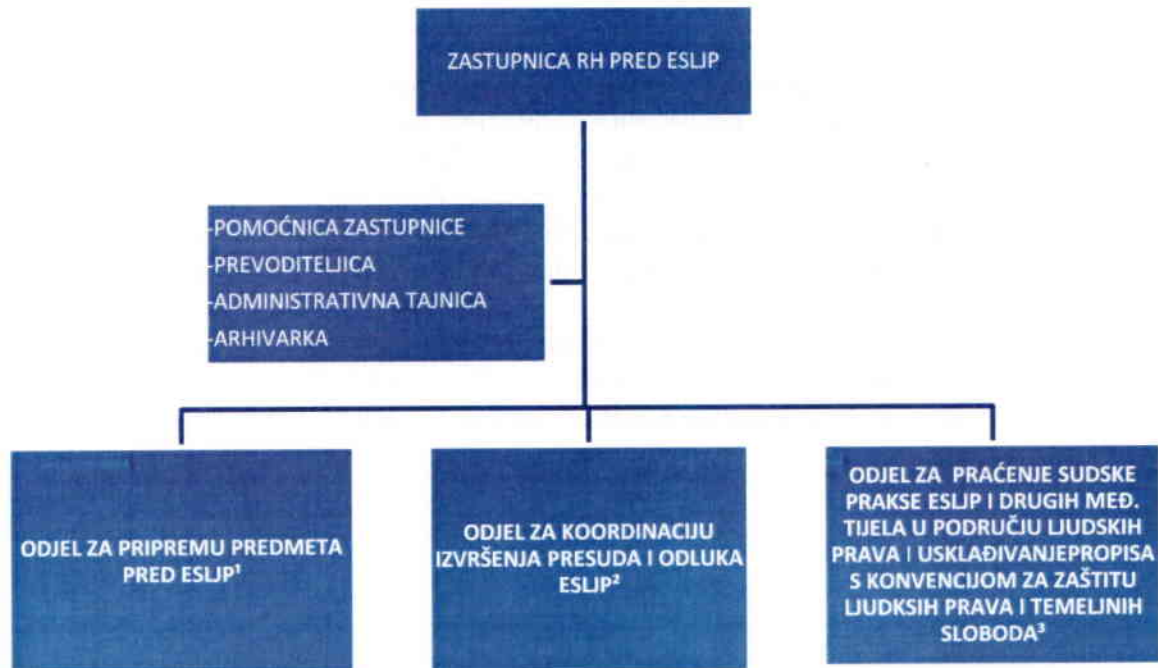 ZASTUPNICA RH PRED ESLJP
-POMOĆNICA ZASTUPNICE
-PREVODITELJICA
-ADMINISTRATIVNA TAJNICA
-ARHIVARKA
ODJEL ZA PRIPREMU PREDMETA
PRED ESLJP¹
ODJEL ZA KOORDINACIJU
IZVRŠENJA PRESUDA I ODLUKA
ESLJP²
ODJEL ZA PRAĆENJE SUDSKE
PRAKSE ESLJP I DRUGIH MEĐ.
TIJELA U PODRUČJU LJUDSKIH
PRAVA I USKLAĐIVANJEPROPISA
S KONVENCIJOM ZA ZAŠTITU
LJUDKSIH PRAVA I TEMELJNIH
SLOBODA³